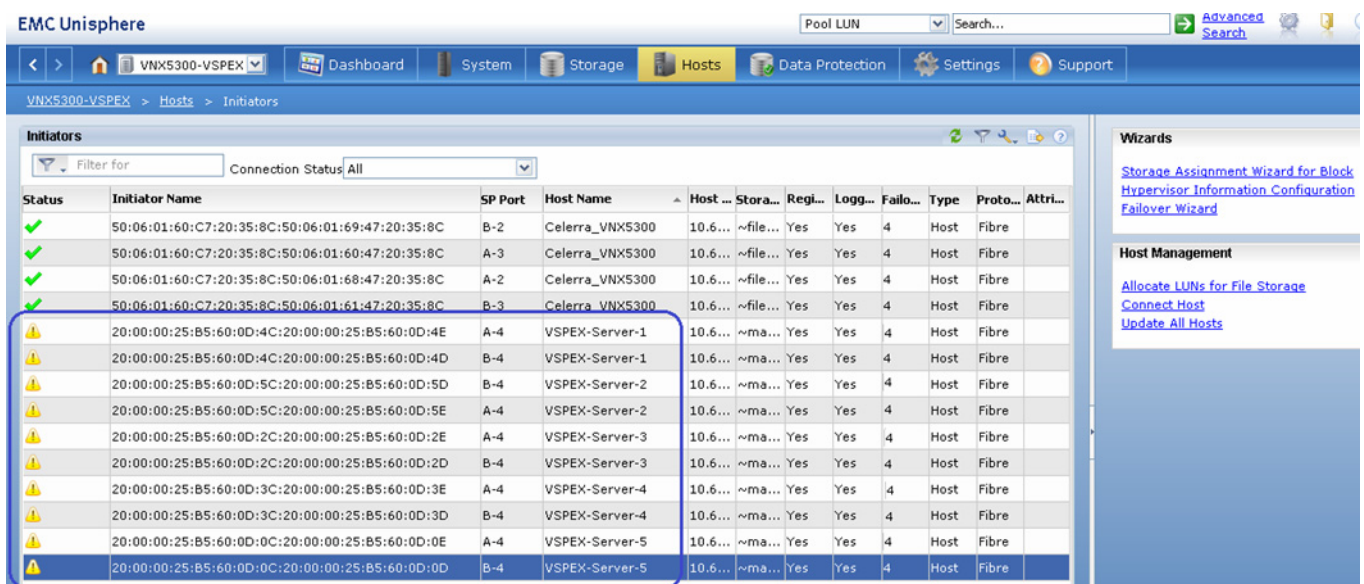 EMC Unisphere
Pool LUN Search... Advanced Search
VNX5300-VSPEX Dashboard System Storage Hosts Data Protection Settings Support
VNX5300-VSPEX > Hosts > Initiators
Initiators
Filter for Connection Status All
Status Initiator Name SP Port Host Name Host ... Stora... Regi... Logg... Failo... Type Proto... Attri...
50:06:01:60:C7:20:35:8C:50:06:01:69:47:20:35:8C B-2 Celerra_VNX5300 10.6... ~file... Yes Yes 4 Host Fibre
50:06:01:60:C7:20:35:8C:50:06:01:60:47:20:35:8C A-3 Celerra_VNX5300 10.6... ~file... Yes Yes 4 Host Fibre
50:06:01:60:C7:20:35:8C:50:06:01:68:47:20:35:8C A-2 Celerra_VNX5300 10.6... ~file... Yes Yes 4 Host Fibre
50:06:01:60:C7:20:35:8C:50:06:01:61:47:20:35:8C B-3 Celerra_VNX5300 10.6... ~file... Yes Yes 4 Host Fibre
20:00:00:25:B5:60:0D:4C:20:00:00:25:B5:60:0D:4E A-4 VSPEX-Server-1 10.6... ~ma... Yes Yes 4 Host Fibre
20:00:00:25:B5:60:0D:4C:20:00:00:25:B5:60:0D:4D B-4 VSPEX-Server-1 10.6... ~ma... Yes Yes 4 Host Fibre
20:00:00:25:B5:60:0D:5C:20:00:00:25:B5:60:0D:5D B-4 VSPEX-Server-2 10.6... ~ma... Yes Yes 4 Host Fibre
20:00:00:25:B5:60:0D:5C:20:00:00:25:B5:60:0D:5E A-4 VSPEX-Server-2 10.6... ~ma... Yes Yes 4 Host Fibre
20:00:00:25:B5:60:0D:2C:20:00:00:25:B5:60:0D:2E A-4 VSPEX-Server-3 10.6... ~ma... Yes Yes 4 Host Fibre
20:00:00:25:B5:60:0D:2C:20:00:00:25:B5:60:0D:2D B-4 VSPEX-Server-3 10.6... ~ma... Yes Yes 4 Host Fibre
20:00:00:25:B5:60:0D:3C:20:00:00:25:B5:60:0D:3E A-4 VSPEX-Server-4 10.6... ~ma... Yes Yes 4 Host Fibre
20:00:00:25:B5:60:0D:3C:20:00:00:25:B5:60:0D:3D B-4 VSPEX-Server-4 10.6... ~ma... Yes Yes 4 Host Fibre
20:00:00:25:B5:60:0D:0C:20:00:00:25:B5:60:0D:0E A-4 VSPEX-Server-5 10.6... ~ma... Yes Yes 4 Host Fibre
20:00:00:25:B5:60:0D:0C:20:00:00:25:B5:60:0D:0D B-4 VSPEX-Server-5 10.6... ~ma... Yes Yes 4 Host Fibre
Wizards
Storage Assignment Wizard for Block
Hypervisor Information Configuration
Failover Wizard
Host Management
Allocate LUNs for File Storage
Connect Host
Update All Hosts